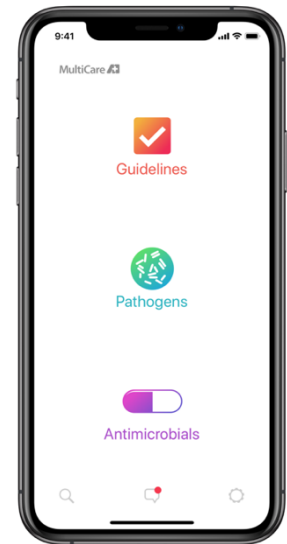 9:41
MultiCare
Guidelines
Pathogens
Antimicrobials